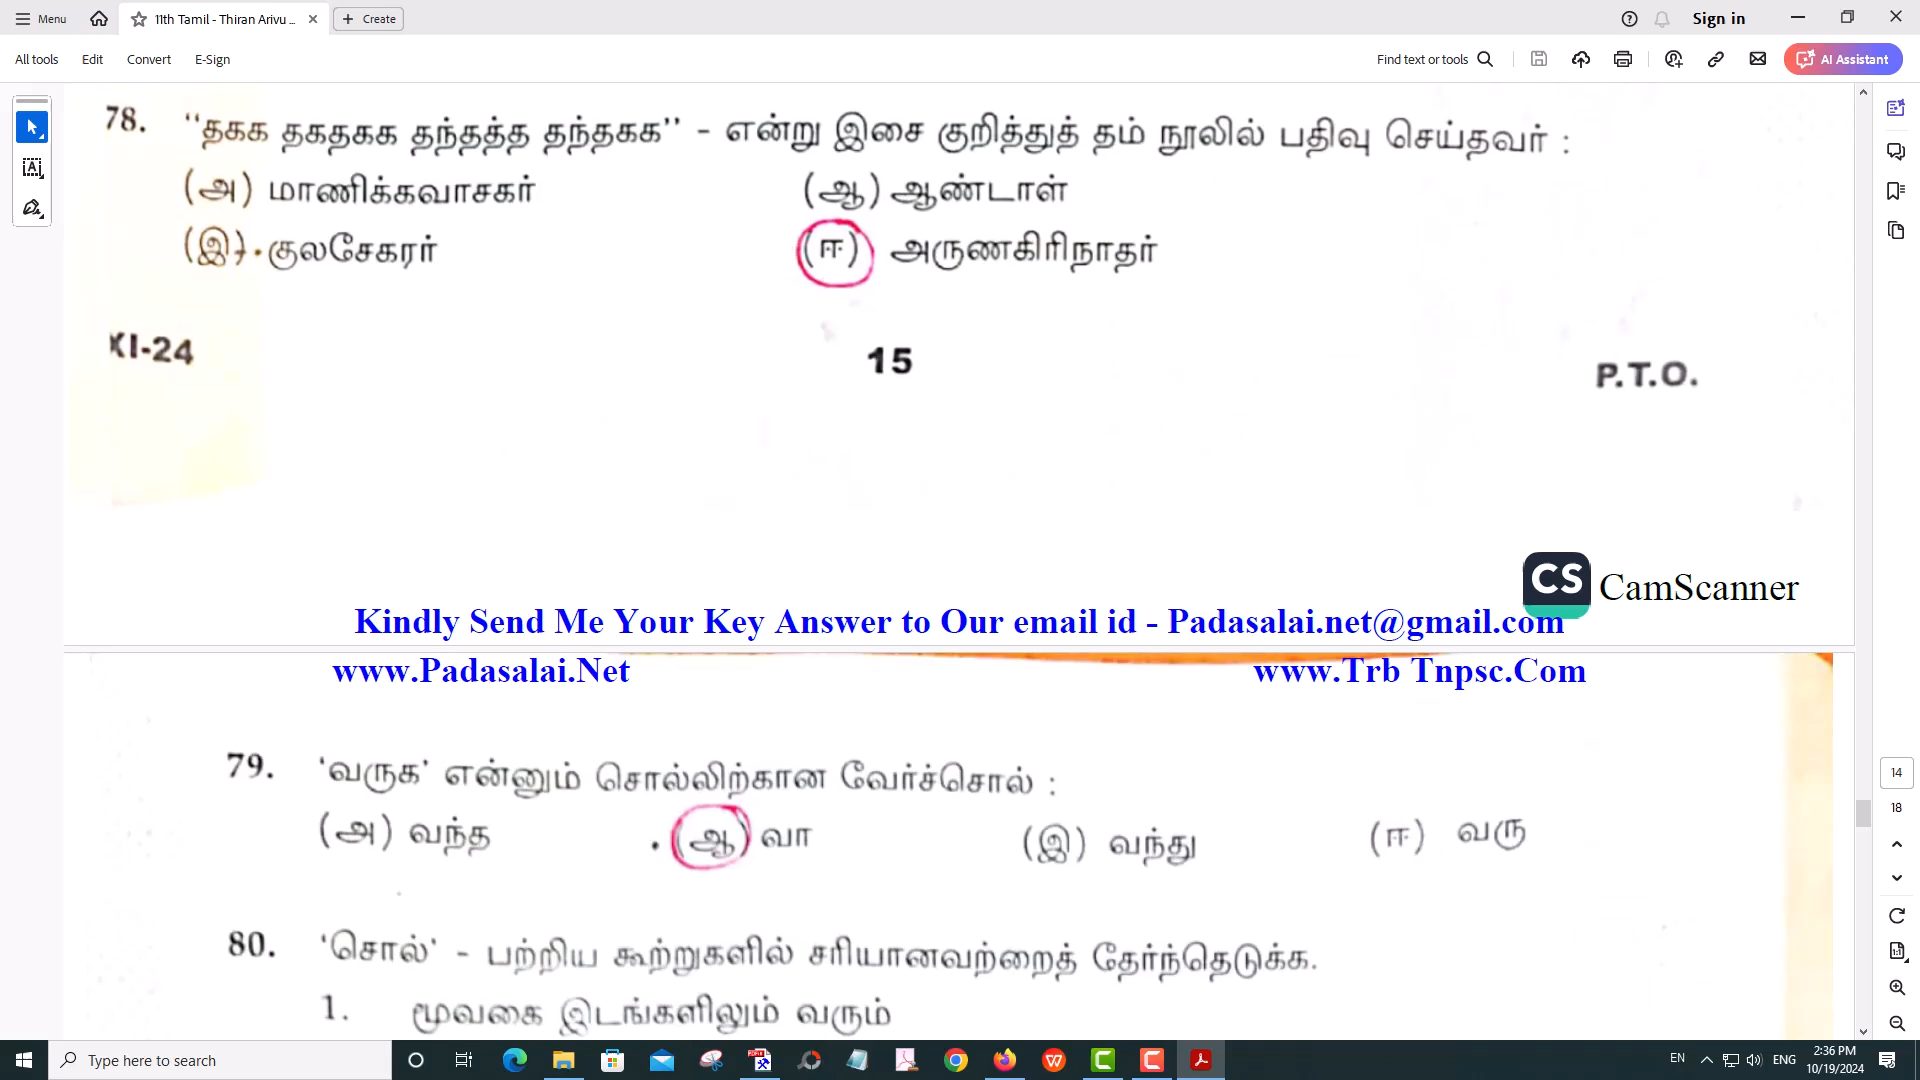 Menu
11th Tamil - Thiran Arivu ...
Create
Sign in
All tools Edit Convert E-Sign
Find text or tools
AI Assistant
78. “தகக தகதகக தந்தத்த தந்தகக” - என்று இசை குறித்துத் தம் நூலில் பதிவு செய்தவர் :
(அ) மாணிக்கவாசகர் (ஆ) ஆண்டாள்
(இ) குலசேகரர் (ஈ) அருணகிரிநாதர்
XI-24 15 P.T.O.
CS CamScanner
Kindly Send Me Your Key Answer to Our email id - Padasalai.net@gmail.com
www.Padasalai.Net www.Trb Tnpsc.Com
79. ‘வருக’ என்னும் சொல்லிற்கான வேர்ச்சொல் :
(அ) வந்த (ஆ) வா (இ) வந்து (ஈ) வரு
14
18
80. ‘சொல்’ - பற்றிய கூற்றுகளில் சரியானவற்றைத் தேர்ந்தெடுக்க.
1. மூவகை இடங்களிலும் வரும்
Type here to search
EN
ENG
2:36 PM
10/19/2024